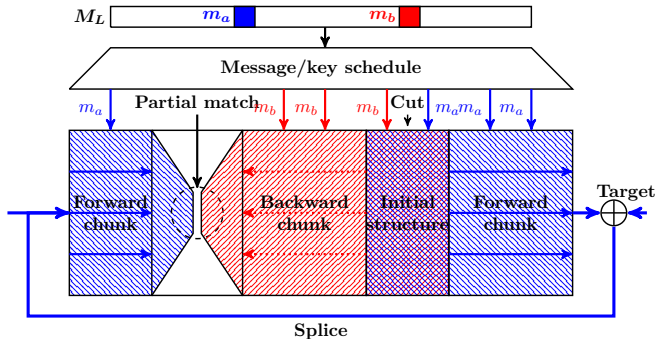 M_L m_a m_b
Message/key schedule
m_a Partial match m_b m_b m_b Cut m_a m_a m_a
Forward chunk
Backward chunk
Initial structure
Forward chunk
Target
Splice